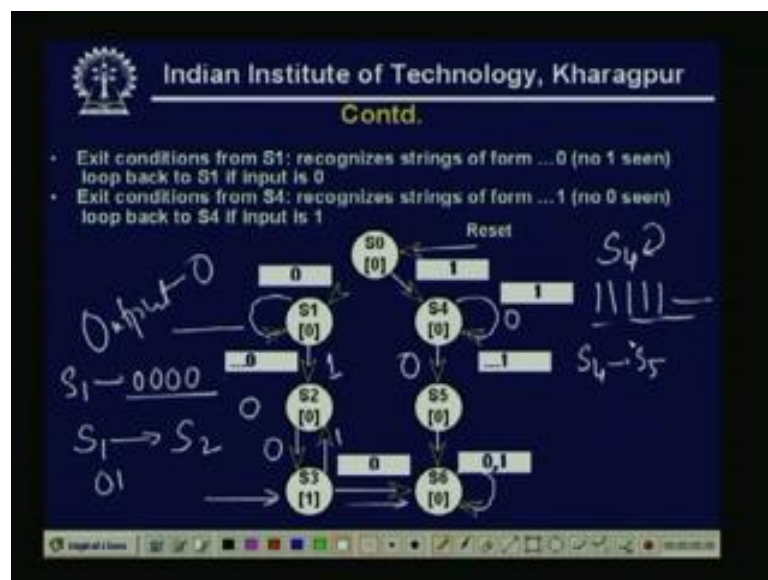 Indian Institute of Technology, Kharagpur
Contd.
• Exit conditions from S1: recognizes strings of form ...0 (no 1 seen)
loop back to S1 if input is 0
• Exit conditions from S4: recognizes strings of form ...1 (no 0 seen)
loop back to S4 if input is 1
Reset
S0
[0]
S4
0
1
1
Output 0
S1
[0]
S4
[0]
0
11111
...0
1
0
...1
S4 → S5
S1 - 0000
0
S2
[0]
S5
[0]
S1 → S2
01
0
1
0
0,1
S3
[1]
S6
[0]